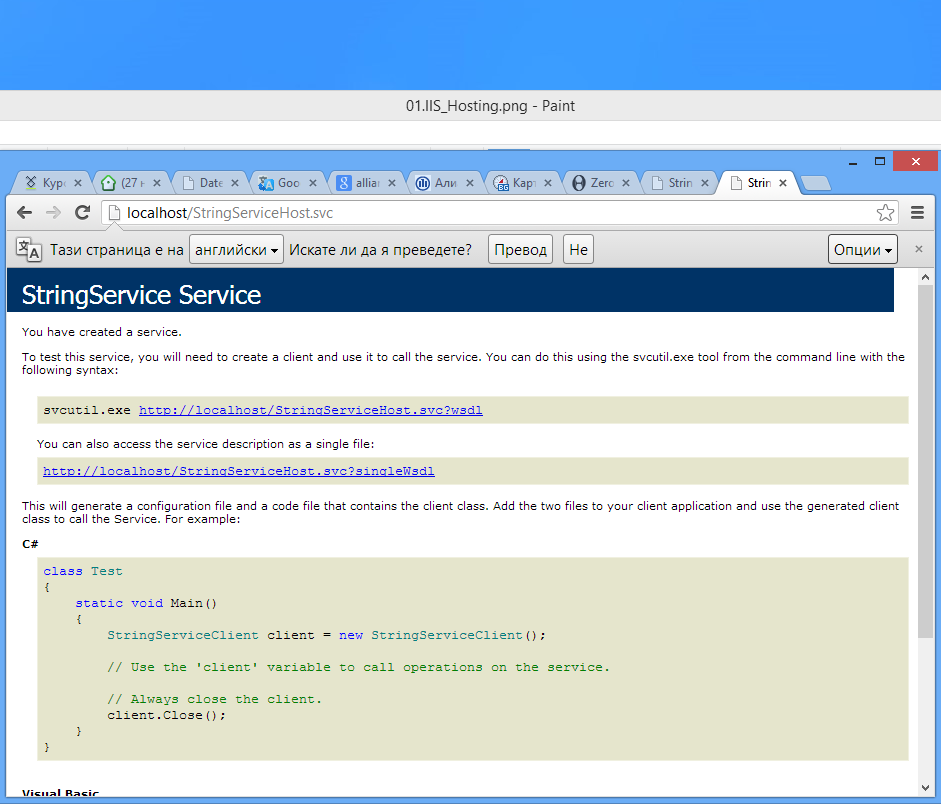 01.IIS_Hosting.png - Paint
Кур (27 Date Goo allia Али Карт Zero Strin Strin
localhost/StringServiceHost.svc
Тази страница е на английски Искате ли да я преведете? Превод Не Опции
StringService Service
You have created a service.
To test this service, you will need to create a client and use it to call the service. You can do this using the svcutil.exe tool from the command line with the
following syntax:
svcutil.exe http://localhost/StringServiceHost.svc?wsdl
You can also access the service description as a single file:
http://localhost/StringServiceHost.svc?singleWsdl
This will generate a configuration file and a code file that contains the client class. Add the two files to your client application and use the generated client
class to call the Service. For example:
C#
class Test
{
static void Main()
{
StringServiceClient client = new StringServiceClient();
// Use the 'client' variable to call operations on the service.
// Always close the client.
client.Close();
}
}
Visual Basic